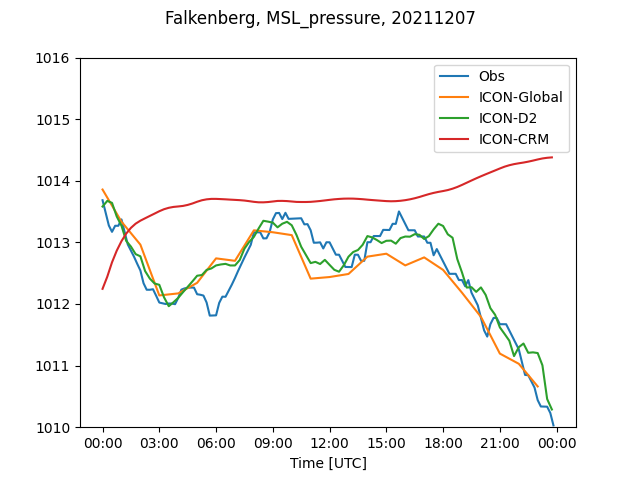 Falkenberg, MSL_pressure, 20211207
1016
1015
1014
1013
1012
1011
1010
Obs
ICON-Global
ICON-D2
ICON-CRM
00:00 03:00 06:00 09:00 12:00 15:00 18:00 21:00 00:00
Time [UTC]